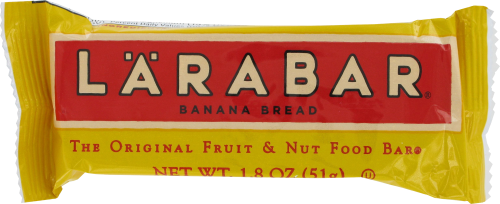 LÄRABAR®
BANANA BREAD
THE ORIGINAL FRUIT & NUT FOOD BAR®
NET WT. 1.8 OZ (51g) Ⓤ